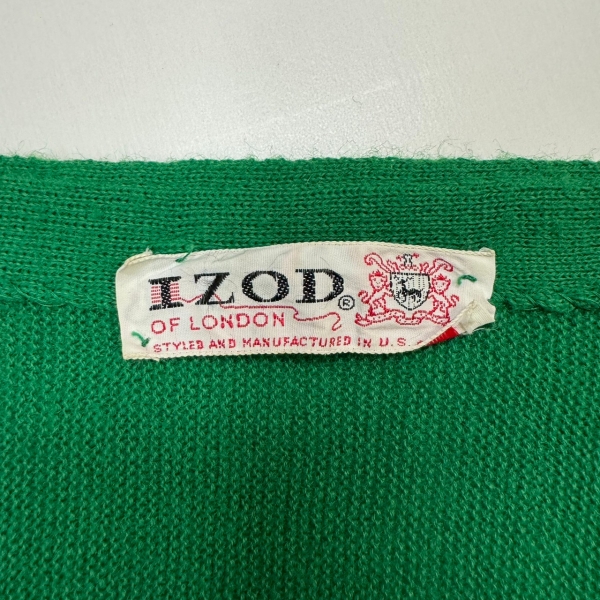 IZOD®
OF LONDON
STYLED AND MANUFACTURED IN U.S.